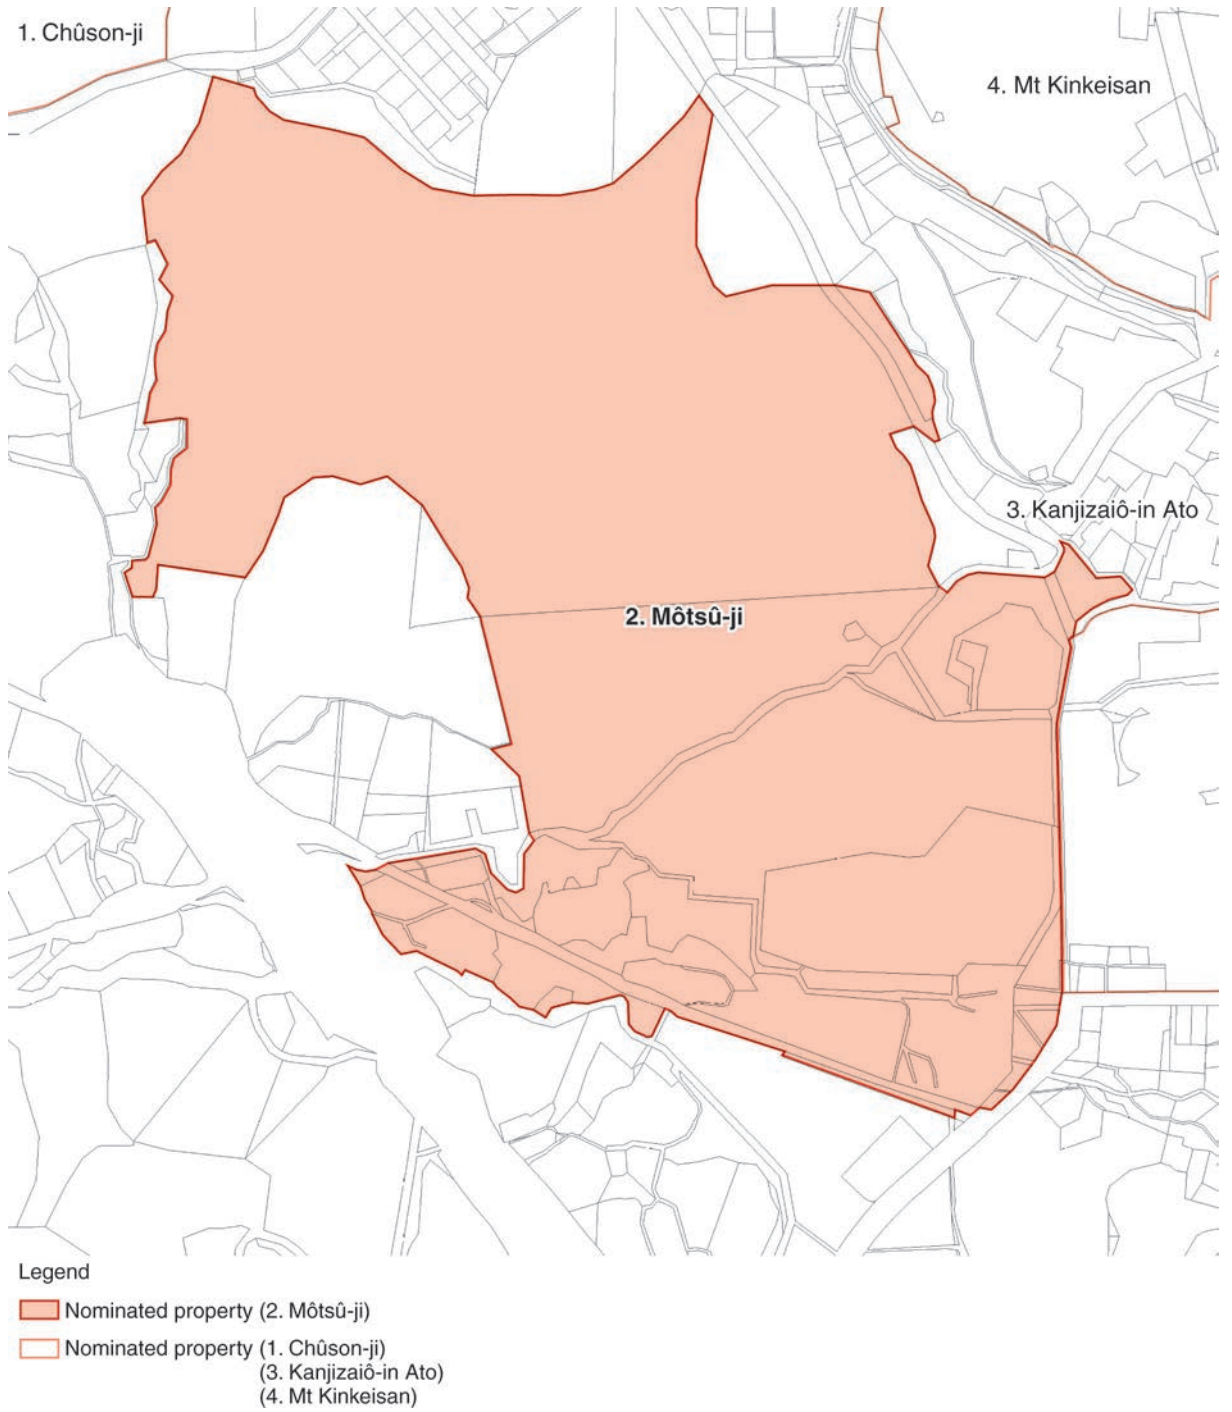 1. Chûson-ji
4. Mt Kinkeisan
3. Kanjizaiô-in Ato
2. Môtsû-ji
Legend
Nominated property (2. Môtsû-ji)
Nominated property (1. Chûson-ji)
(3. Kanjizaiô-in Ato)
(4. Mt Kinkeisan)